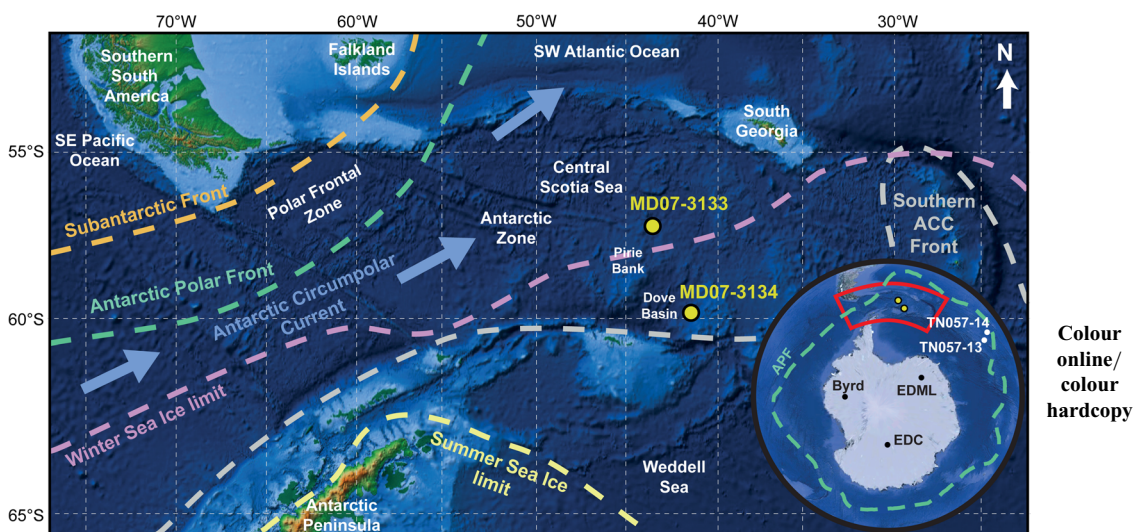 70°W
60°W
50°W
40°W
30°W
Southern
South
America
Falkland
Islands
SW Atlantic Ocean
N
SE Pacific
Ocean
South
Georgia
55°S
Central
Scotia Sea
Subantarctic Front
Polar Frontal
Zone
MD07-3133
Southern
ACC
Front
Antarctic
Zone
Pirie
Bank
Antarctic Polar Front
Antarctic Circumpolar
Current
MD07-3134
Dove
Basin
60°S
TN057-14
TN057-13
APF
Byrd
EDML
EDC
Colour
online/
colour
hardcopy
Winter Sea Ice limit
Summer Sea Ice
limit
Weddell
Sea
Antarctic
Peninsula
65°S